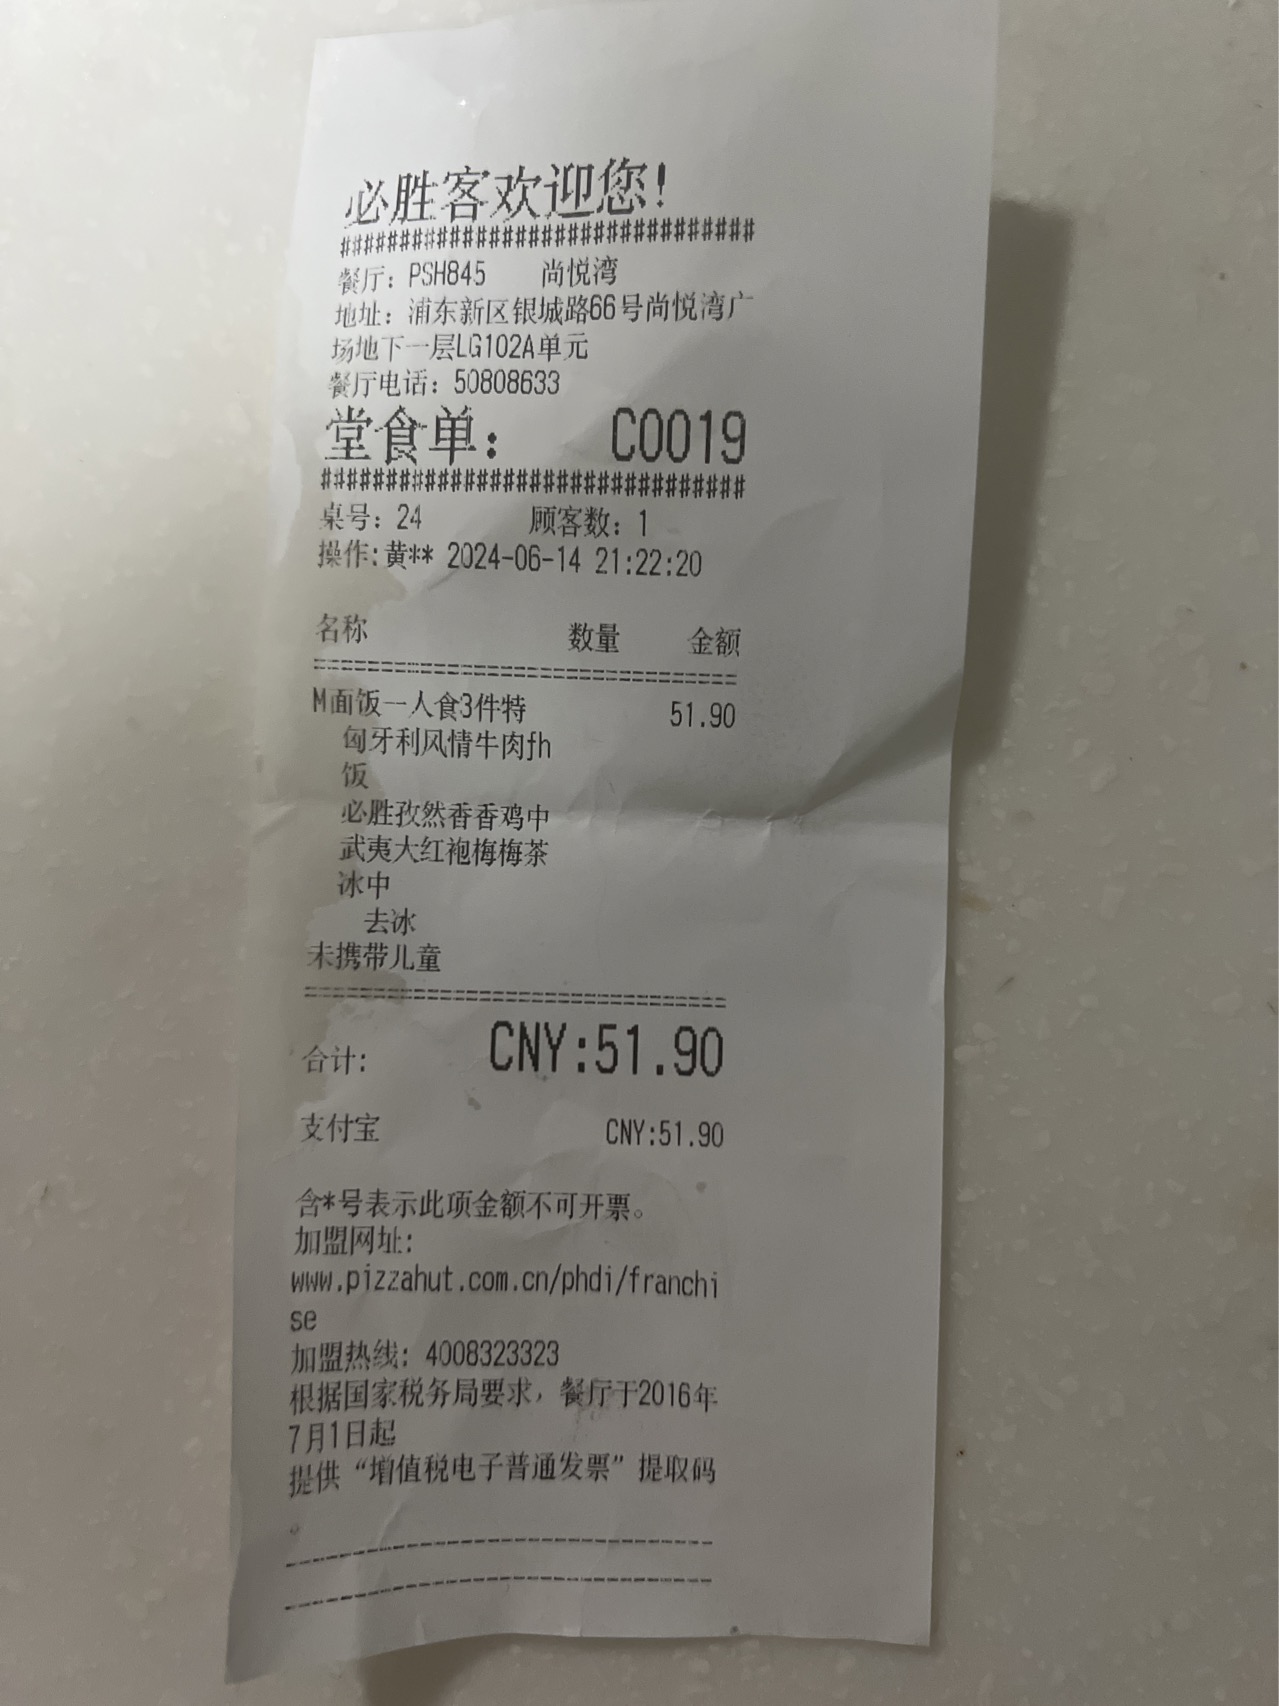 必胜客欢迎您!
################################
餐厅: PSH845 尚悦湾
地址: 浦东新区银城路66号尚悦湾广
场地下一层LG102A单元
餐厅电话: 50808633
堂食单: C0019
################################
桌号: 24 顾客数: 1
操作:黄** 2024-06-14 21:22:20
名称 数量 金额
================================
M面饭一人食3件特 51.90
匈牙利风情牛肉fh
饭
必胜孜然香香鸡中
武夷大红袍梅梅茶
冰中
去冰
未携带儿童
================================
合计: CNY:51.90
支付宝 CNY:51.90
含*号表示此项金额不可开票。
加盟网址:
www.pizzahut.com.cn/phdi/franchi
se
加盟热线: 4008323323
根据国家税务局要求, 餐厅于2016年
7月1日起
提供“增值税电子普通发票”提取码
。
--------------------------------
--------------------------------